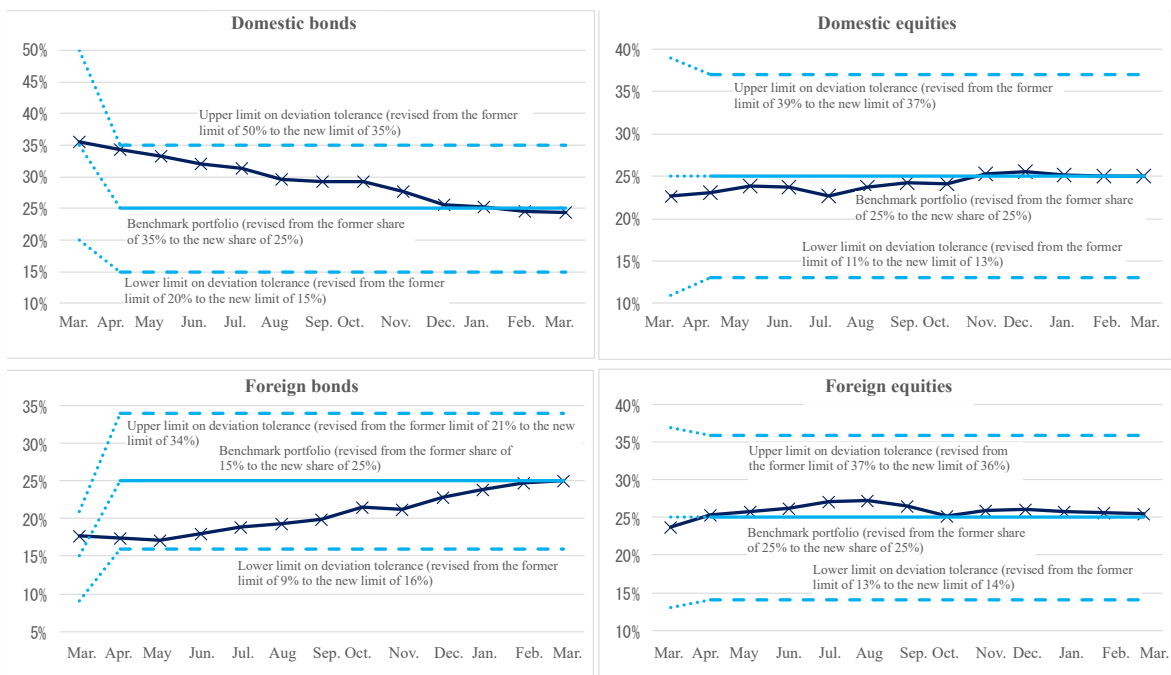 Domestic bonds
50%
45%
40%
35%
30%
25%
20%
15%
10%
Upper limit on deviation tolerance (revised from the former
limit of 50% to the new limit of 35%)
Benchmark portfolio (revised from the former share
of 35% to the new share of 25%)
Lower limit on deviation tolerance (revised from the former
limit of 20% to the new limit of 15%)
Mar. Apr. May Jun. Jul. Aug Sep. Oct. Nov. Dec. Jan. Feb. Mar.
Domestic equities
40%
35%
30%
25%
20%
15%
10%
Upper limit on deviation tolerance (revised from the former
limit of 39% to the new limit of 37%)
Benchmark portfolio (revised from the former share
of 25% to the new share of 25%)
Lower limit on deviation tolerance (revised from the former
limit of 11% to the new limit of 13%)
Mar. Apr. May Jun. Jul. Aug Sep. Oct. Nov. Dec. Jan. Feb. Mar.
Foreign bonds
35%
30%
25%
20%
15%
10%
5%
Upper limit on deviation tolerance (revised from the former limit of 21% to the new
limit of 34%)
Benchmark portfolio (revised from the former share of
15% to the new share of 25%)
Lower limit on deviation tolerance (revised from the former
limit of 9% to the new limit of 16%)
Mar. Apr. May Jun. Jul. Aug Sep. Oct. Nov. Dec. Jan. Feb. Mar.
Foreign equities
40%
35%
30%
25%
20%
15%
10%
Upper limit on deviation tolerance (revised from
the former limit of 37% to the new limit of 36%)
Benchmark portfolio (revised from the former share
of 25% to the new share of 25%)
Lower limit on deviation tolerance (revised from the former
limit of 13% to the new limit of 14%)
Mar. Apr. May Jun. Jul. Aug Sep. Oct. Nov. Dec. Jan. Feb. Mar.